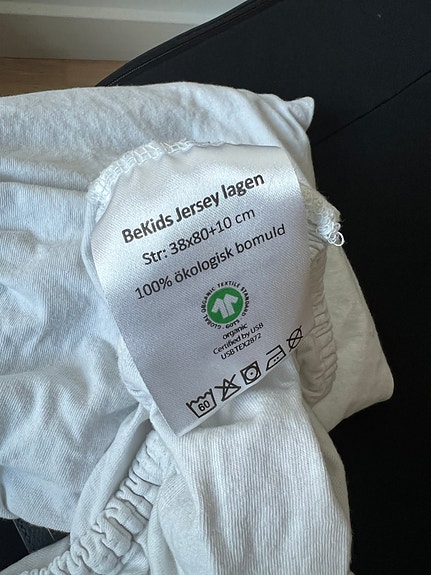 BeKids Jersey lagen
Str: 38x80+10 cm
100% ökologisk bomuld
GLOBAL ORGANIC TEXTILE STANDARD · GOTS ·
organic
Certified by USB
USB TEX2872
60